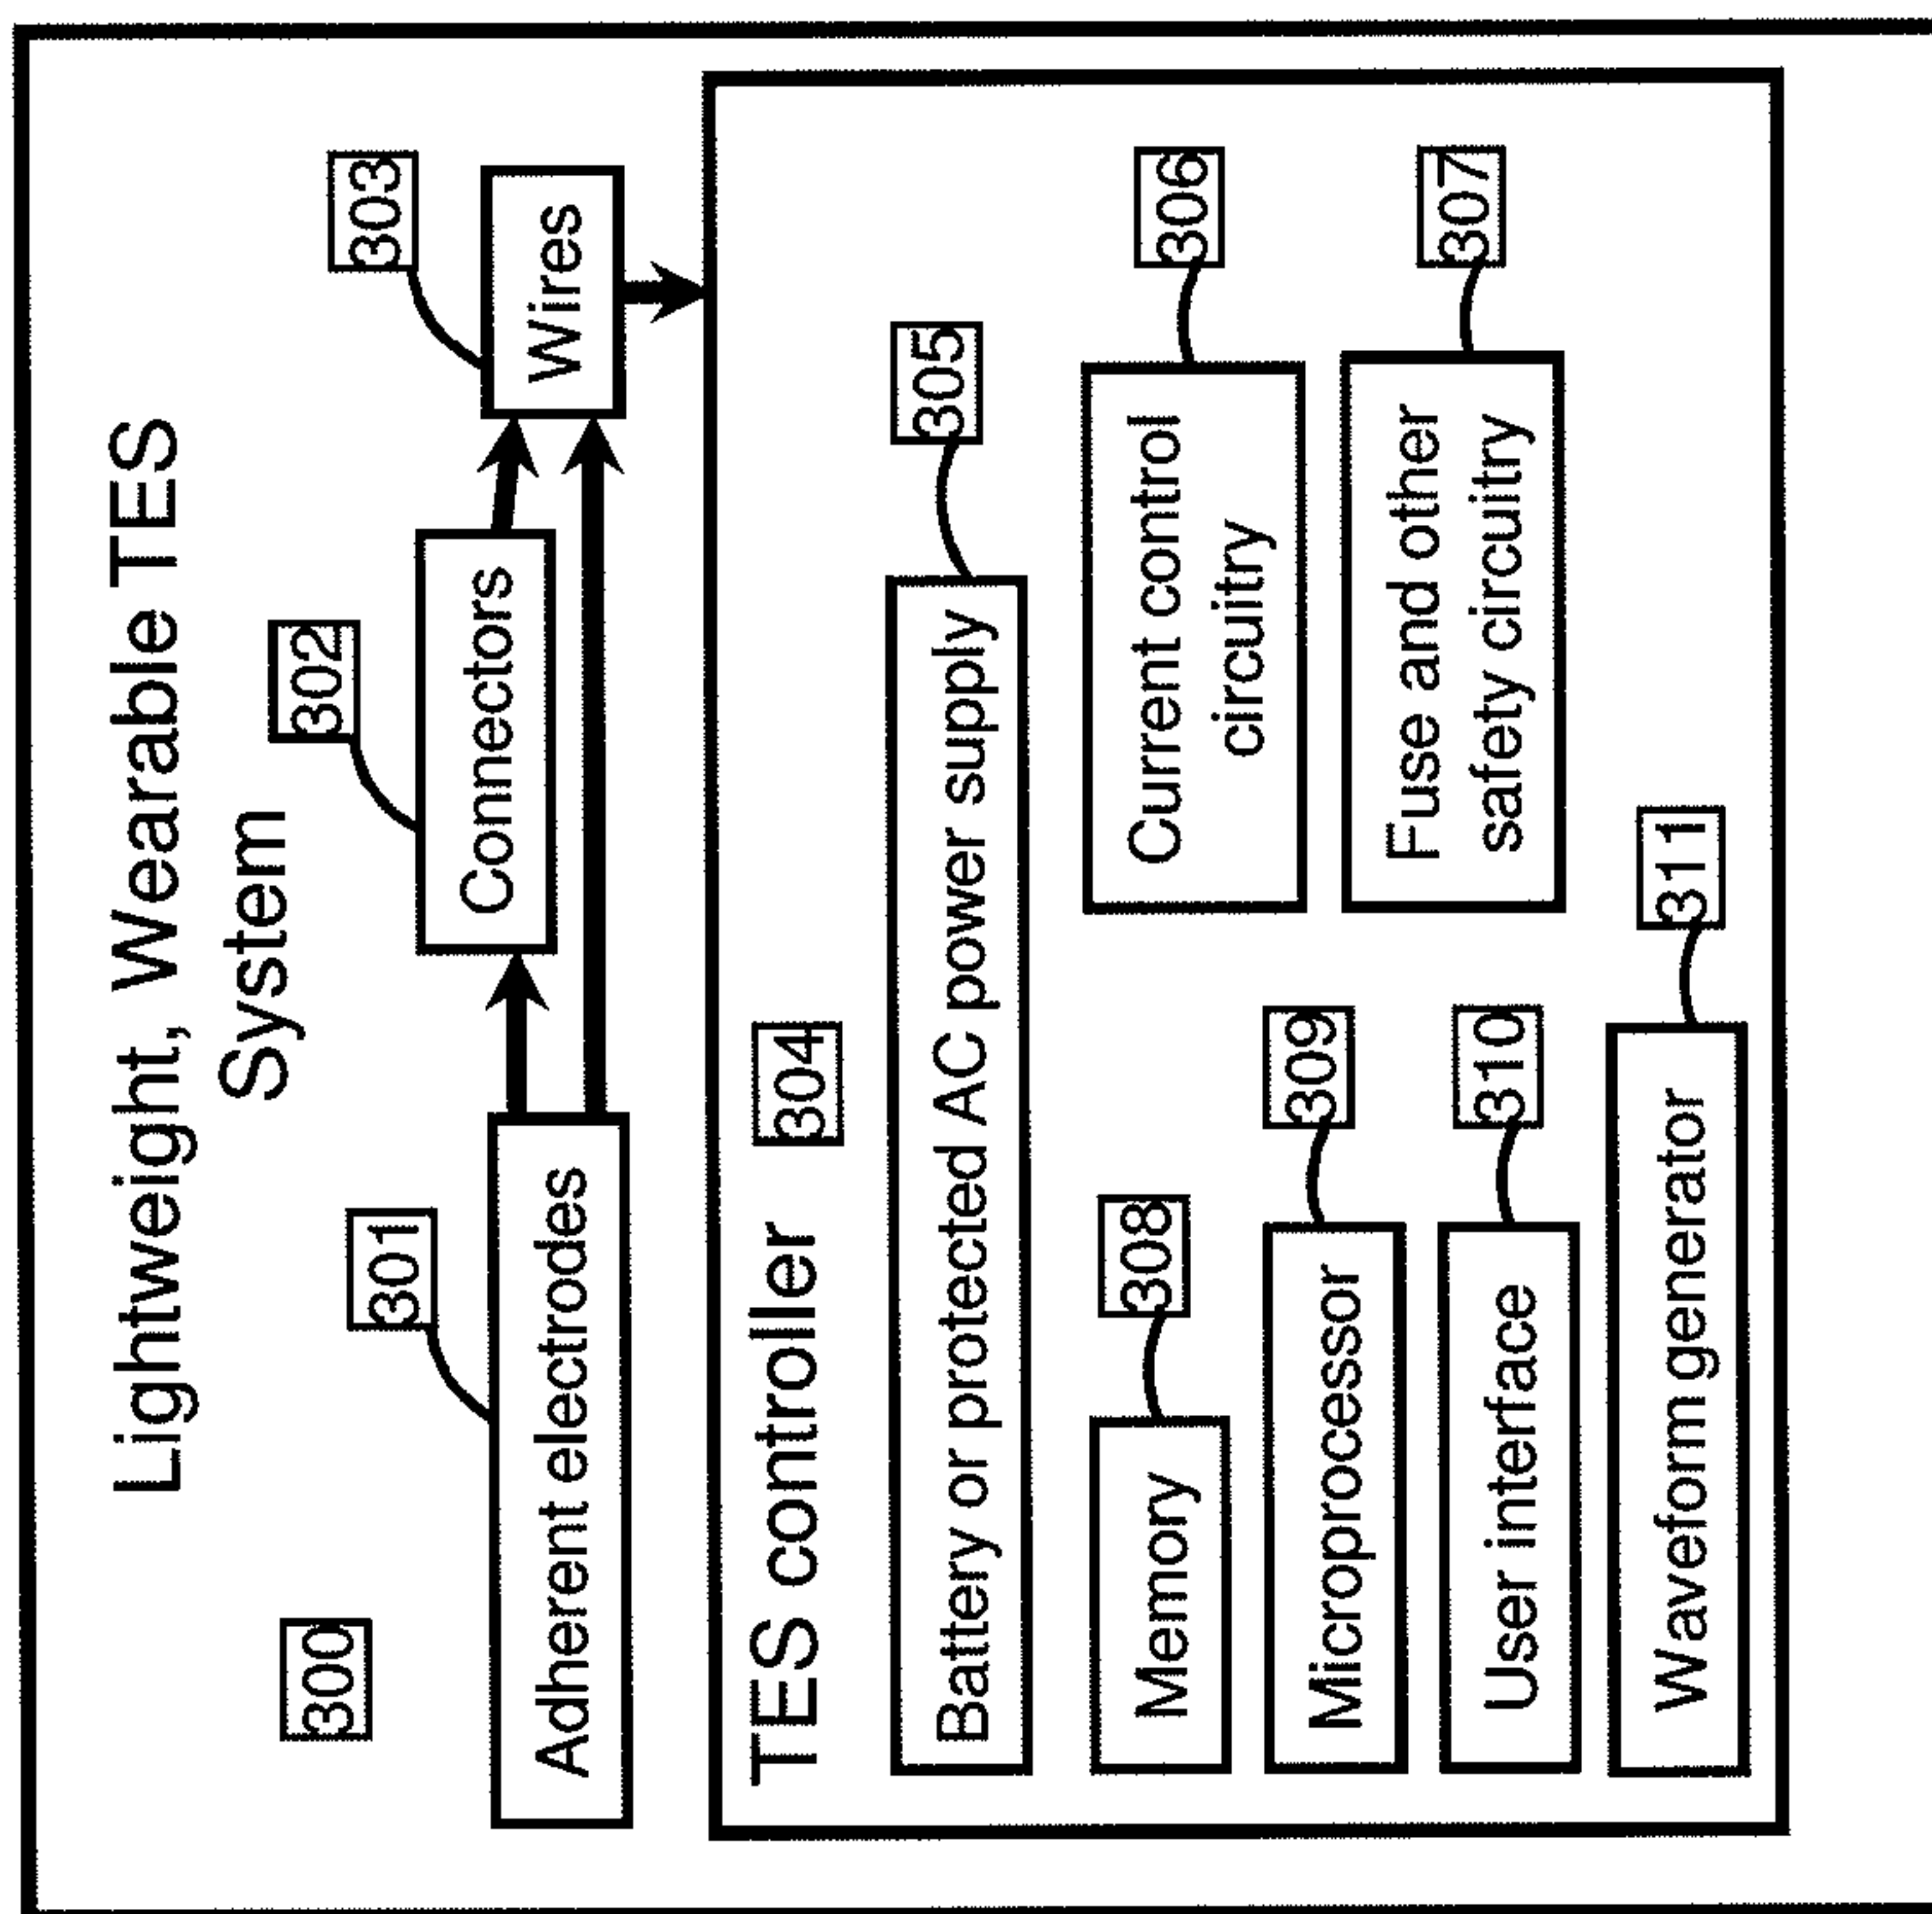 Lightweight, Wearable TES
System
300
301
302
303
Adherent electrodes
Connectors
Wires
TES controller
304
305
Battery or protected AC power supply
308
306
Memory
Current control
circuitry
309
Microprocessor
307
310
Fuse and other
safety circuitry
User interface
311
Waveform generator